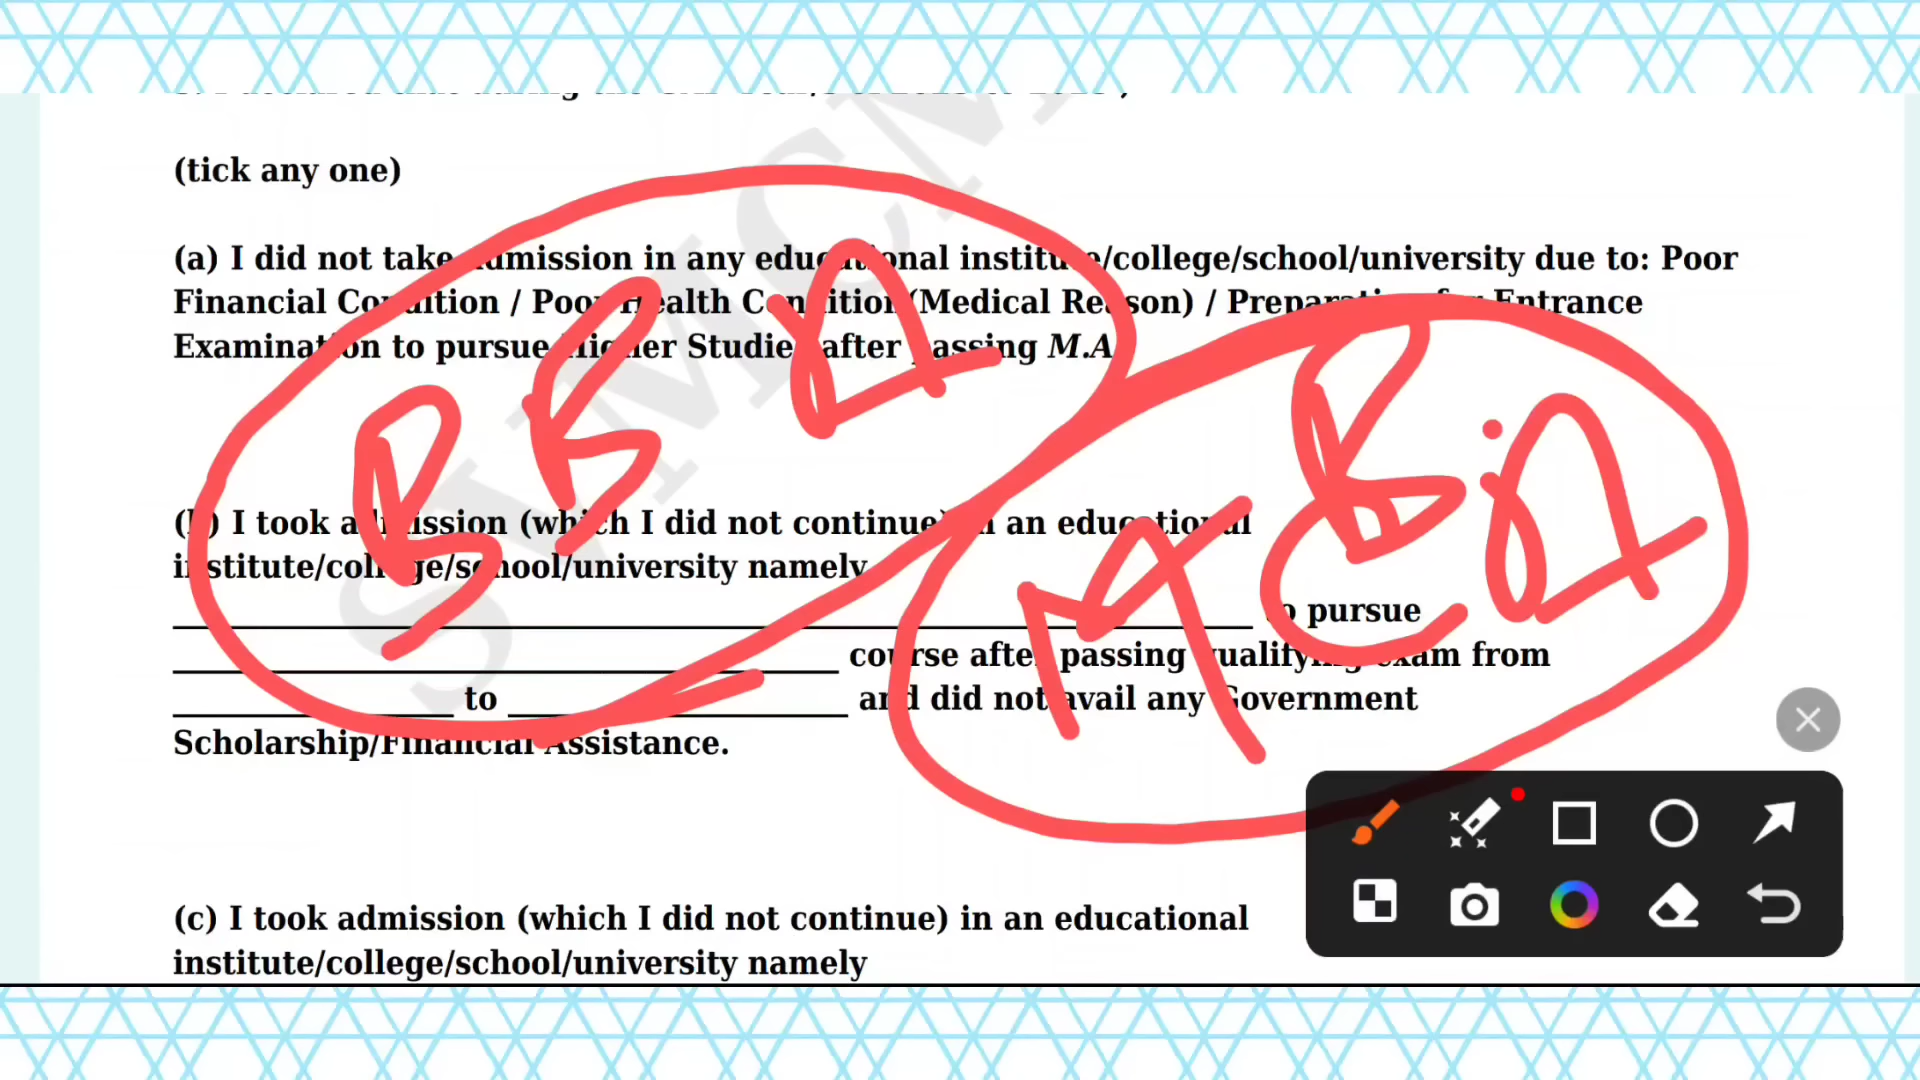 (tick any one)
(a) I did not take admission in any educational institute/college/school/university due to: Poor
Financial Condition / Poor Health Condition (Medical Reason) / Preparation for Entrance
Examination to pursue Higher Studies after passing M.A
BBA
MBA
(b) I took admission (which I did not continue) in an educational
institute/college/school/university namely
to pursue
course after passing qualifying exam from
to and did not avail any Government
Scholarship/Financial Assistance.
(c) I took admission (which I did not continue) in an educational
institute/college/school/university namely
SVMCM